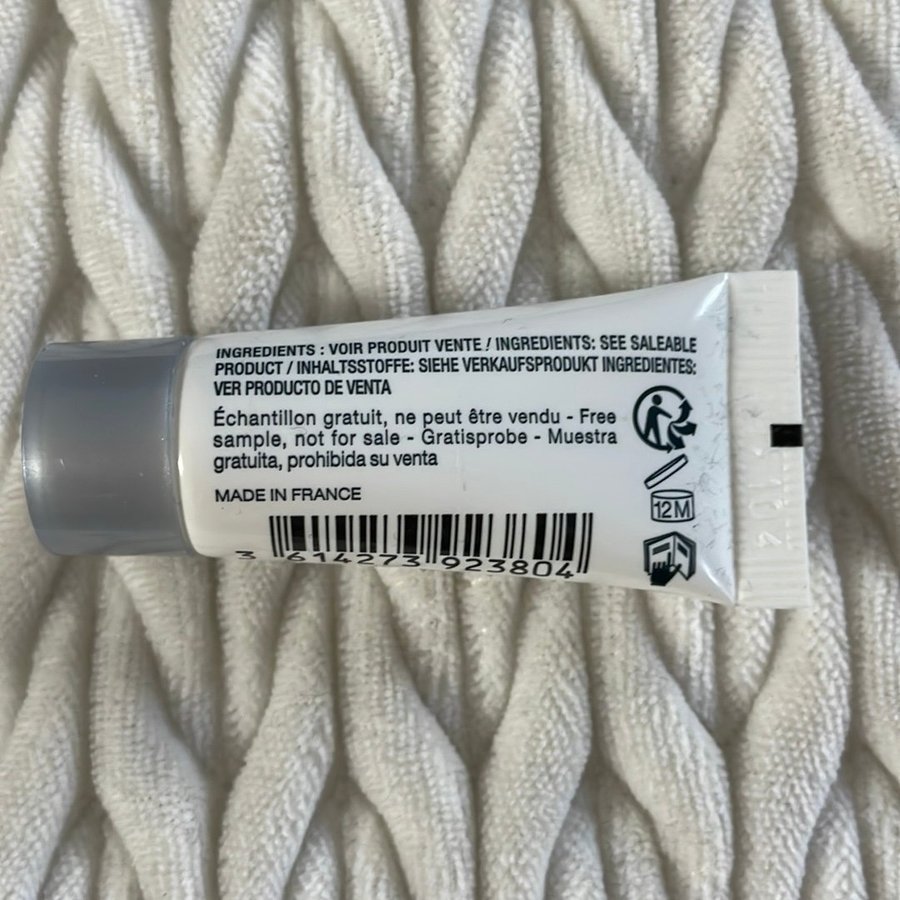 INGREDIENTS : VOIR PRODUIT VENTE / INGREDIENTS: SEE SALEABLE
PRODUCT / INHALTSSTOFFE: SIEHE VERKAUFSPRODUKT INGREDIENTES:
VER PRODUCTO DE VENTA
Échantillon gratuit, ne peut être vendu - Free
sample, not for sale - Gratisprobe - Muestra
gratuita, prohibida su venta
MADE IN FRANCE
12M
3 614273 923804